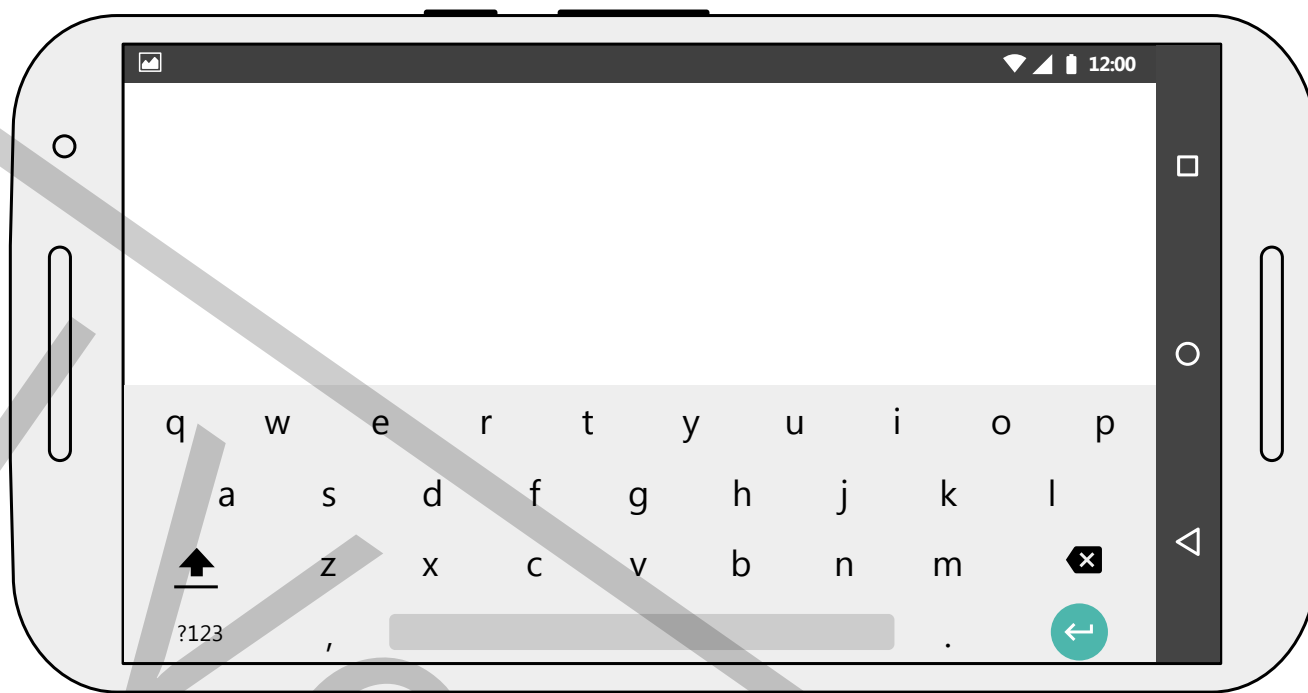 12:00
q w e r t y u i o p
a s d f g h j k l
z x c v b n m
?123 , .